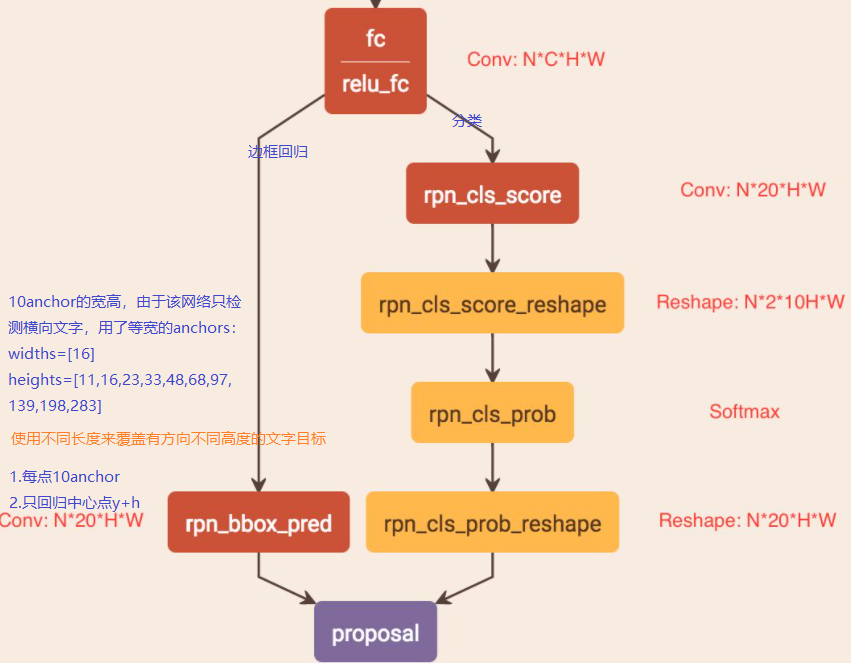 fc
relu_fc
Conv: N*C*H*W
分类
边框回归
rpn_cls_score
Conv: N*20*H*W
rpn_cls_score_reshape
Reshape: N*2*10H*W
10anchor的宽高，由于该网络只检
测横向文字，用了等宽的anchors：
widths=[16]
heights=[11,16,23,33,48,68,97,
139,198,283]
rpn_cls_prob
Softmax
使用不同长度来覆盖有方向不同高度的文字目标
1.每点10anchor
2.只回归中心点y+h
Conv: N*20*H*W
rpn_bbox_pred
rpn_cls_prob_reshape
Reshape: N*20*H*W
proposal